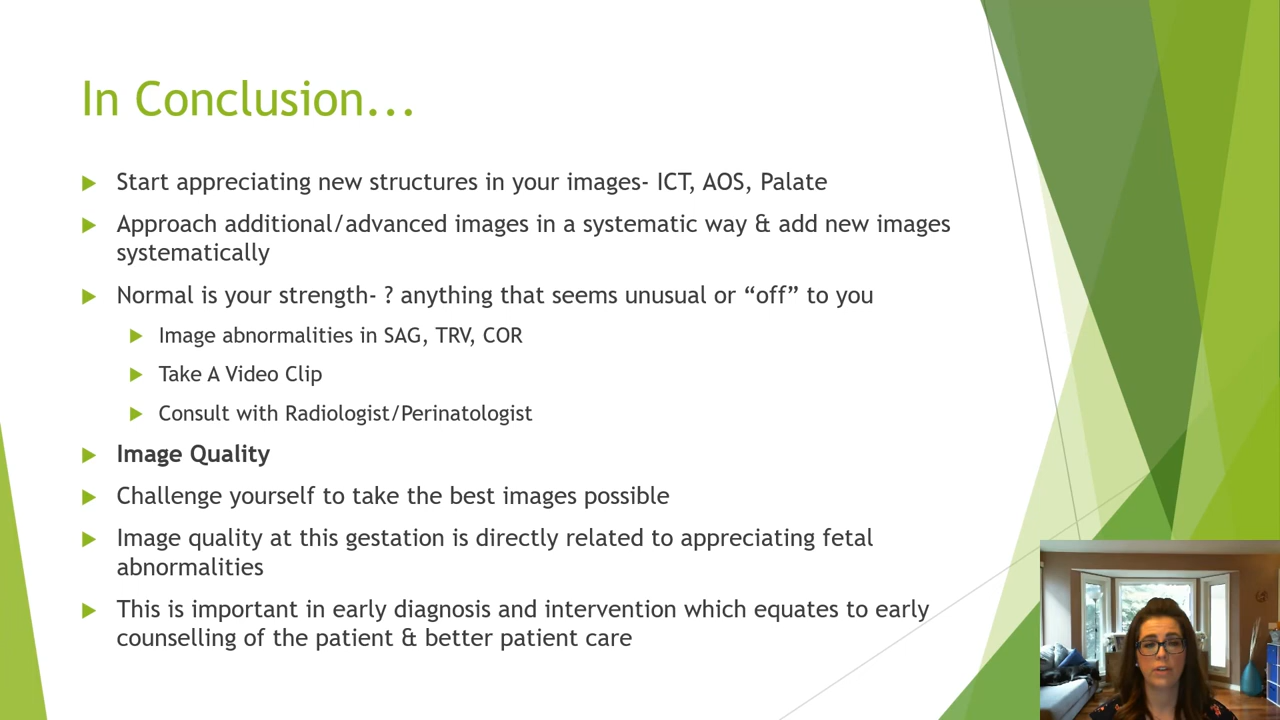 In Conclusion...
Start appreciating new structures in your images- ICT, AOS, Palate
Approach additional/advanced images in a systematic way & add new images
systematically
Normal is your strength- ? anything that seems unusual or “off” to you
Image abnormalities in SAG, TRV, COR
Take A Video Clip
Consult with Radiologist/Perinatologist
Image Quality
Challenge yourself to take the best images possible
Image quality at this gestation is directly related to appreciating fetal
abnormalities
This is important in early diagnosis and intervention which equates to early
counselling of the patient & better patient care